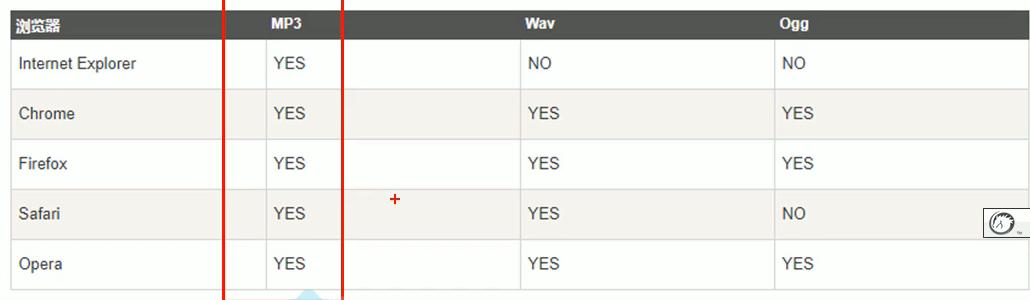 浏览器 MP3 Wav Ogg
Internet Explorer YES NO NO
Chrome YES YES YES
Firefox YES YES YES
Safari YES YES NO
Opera YES YES YES